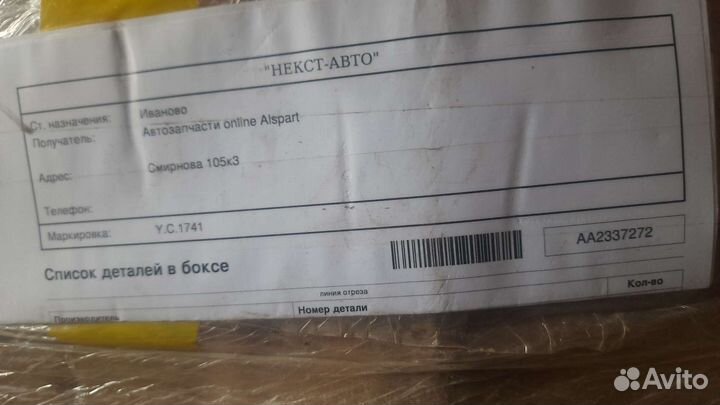 "НЕКСТ-АВТО"
Ст. назначения: Иваново
Получатель: Автозапчасти online Alspart
Адрес: Смирнова 105к3
Телефон:
Маркировка: Y.C.1741
Список деталей в боксе
AA2337272
линия отреза
Производитель Номер детали Кол-во
Avito